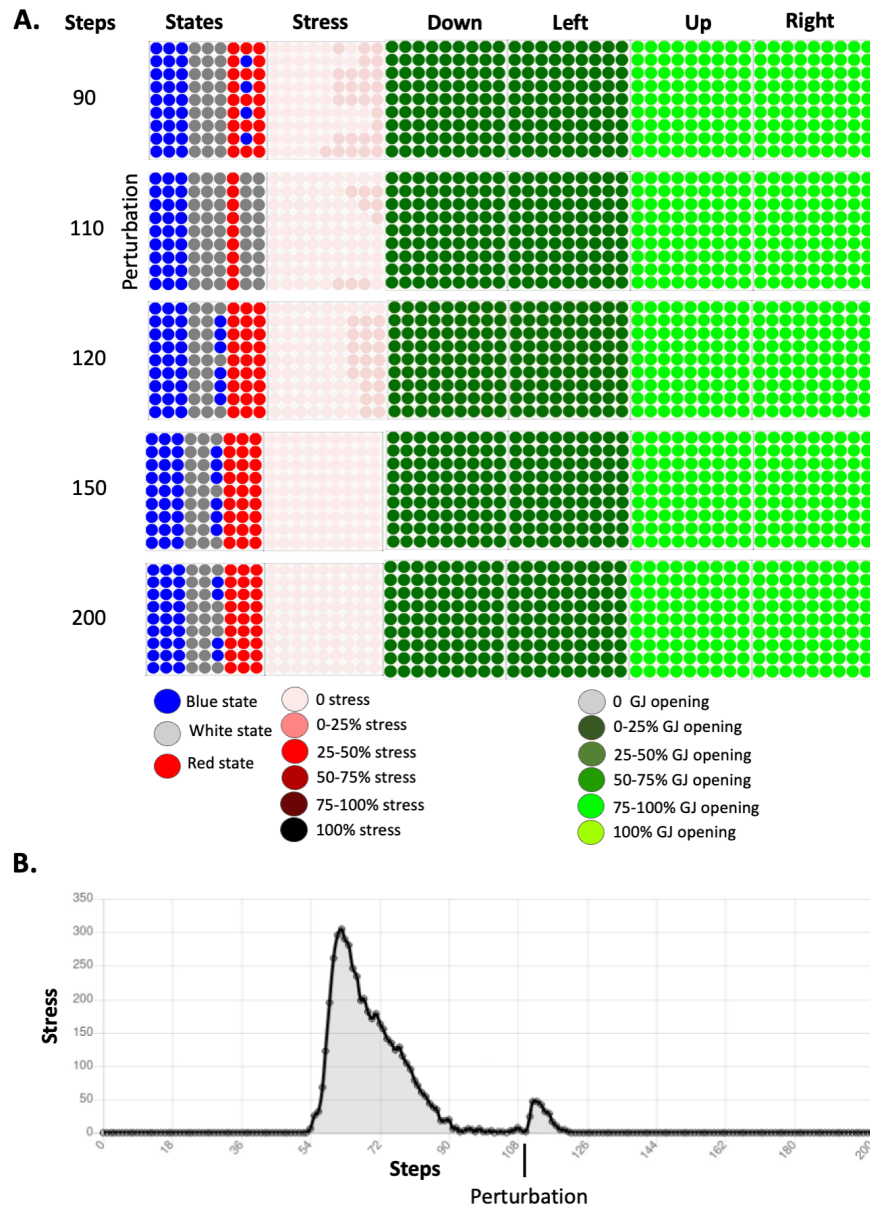 A. Steps States Stress Down Left Up Right
90
Perturbation
110
120
150
200
Blue state
White state
Red state
0 stress
0-25% stress
25-50% stress
50-75% stress
75-100% stress
100% stress
0 GJ opening
0-25% GJ opening
25-50% GJ opening
50-75% GJ opening
75-100% GJ opening
100% GJ opening
B.
350
300
250
200
150
100
50
0
Stress
0 18 36 54 72 90 108 126 144 162 180 200
Steps
Perturbation